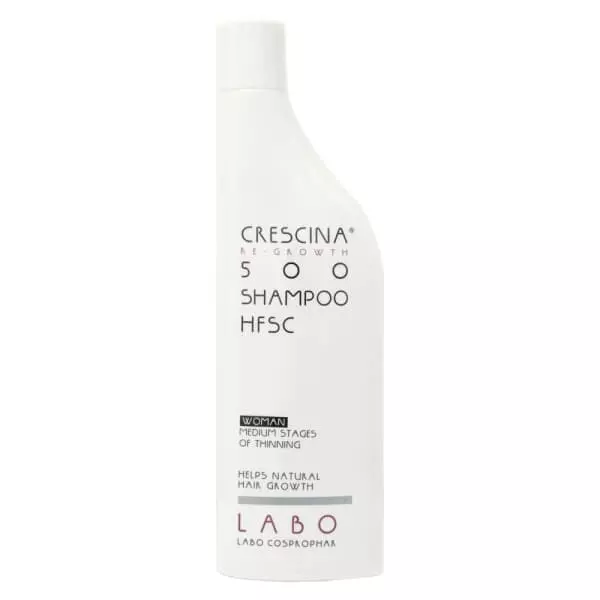 CRESCINA®
RE-GROWTH
500
SHAMPOO
HFSC
WOMAN
MEDIUM STAGES
OF THINNING
HELPS NATURAL
HAIR GROWTH
LABO
LABO COSPROPHAR